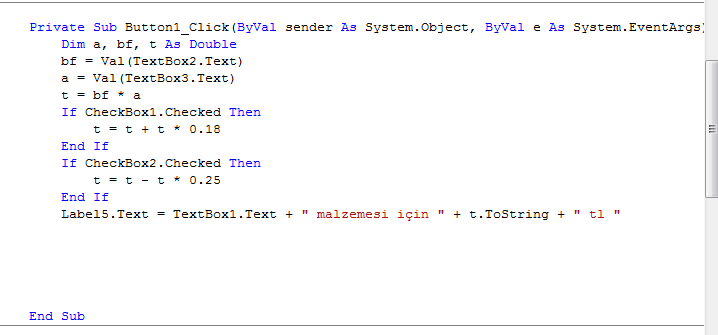 Private Sub Button1_Click(ByVal sender As System.Object, ByVal e As System.EventArgs)
Dim a, bf, t As Double
bf = Val(TextBox2.Text)
a = Val(TextBox3.Text)
t = bf * a
If CheckBox1.Checked Then
t = t + t * 0.18
End If
If CheckBox2.Checked Then
t = t - t * 0.25
End If
Label5.Text = TextBox1.Text + " malzemesi için " + t.ToString + " tl "
End Sub